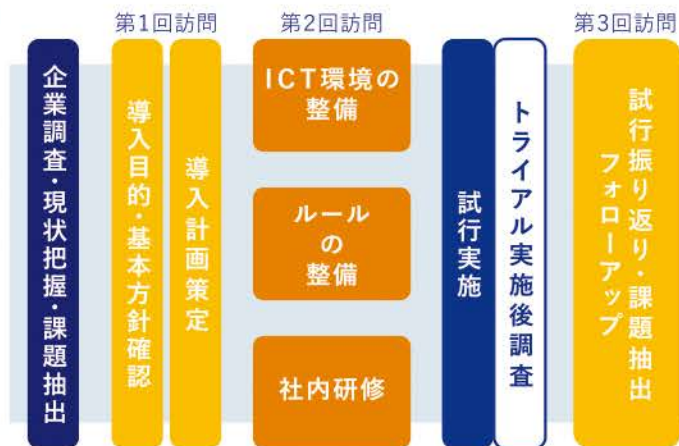 企業調査・現状把握・課題抽出
第1回訪問
導入目的・基本方針確認
導入計画策定
第2回訪問
ICT環境の
整備
ルール
の
整備
社内研修
試行実施
トライアル実施後調査
第3回訪問
試行振り返り・課題抽出
フォローアップ